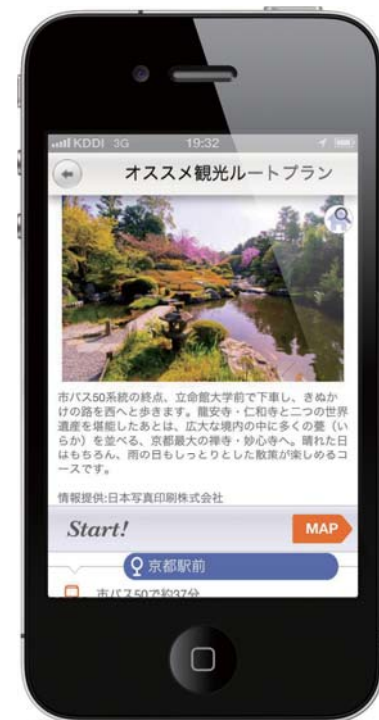 KDDI 3G 19:32
オススメ観光ルートプラン
市バス50系統の終点、立命館大学前で下車し、きぬか
けの路を西へと歩きます。龍安寺・仁和寺と二つの世界
遺産を堪能したあとは、広大な境内の中に多くの甍（い
らか）を並べる、京都最大の禅寺・妙心寺へ。晴れた日
はもちろん、雨の日もしっとりとした散策が楽しめるコ
ースです。
情報提供:日本写真印刷株式会社
Start!
MAP
京都駅前
市バス50で約37分